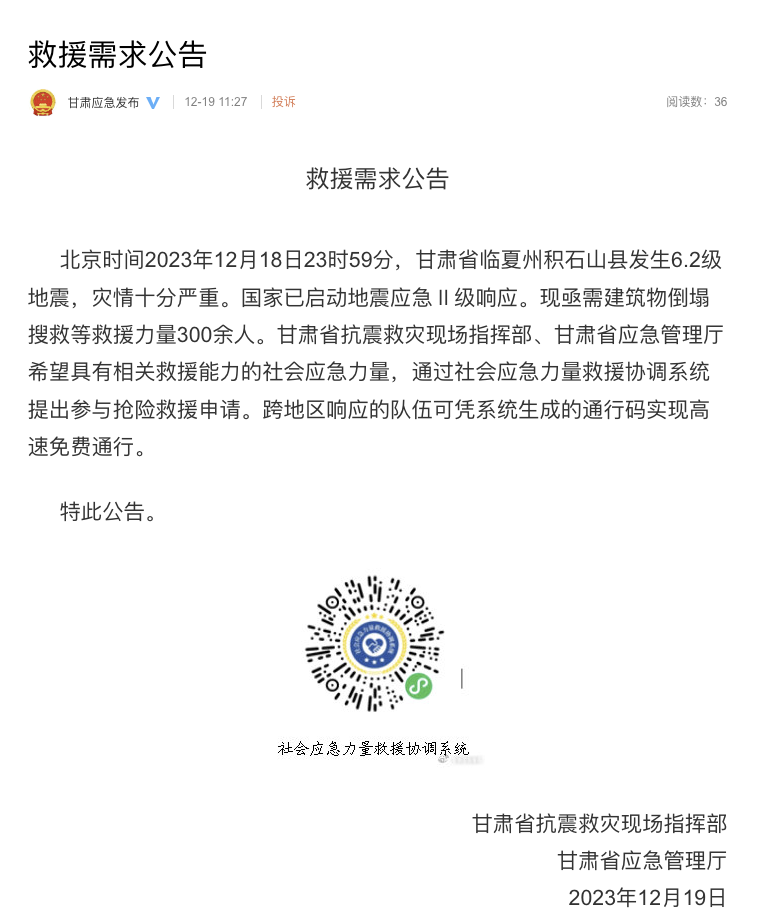 救援需求公告
甘肃应急发布
12-19 11:27
投诉
阅读数：36
救援需求公告
北京时间2023年12月18日23时59分，甘肃省临夏州积石山县发生6.2级
地震，灾情十分严重。国家已启动地震应急Ⅱ级响应。现亟需建筑物倒塌
搜救等救援力量300余人。甘肃省抗震救灾现场指挥部、甘肃省应急管理厅
希望具有相关救援能力的社会应急力量，通过社会应急力量救援协调系统
提出参与抢险救援申请。跨地区响应的队伍可凭系统生成的通行码实现高
速免费通行。
特此公告。
社会应急力量救援协调系统
社会应急力量救援协调系统
甘肃省抗震救灾现场指挥部
甘肃省应急管理厅
2023年12月19日